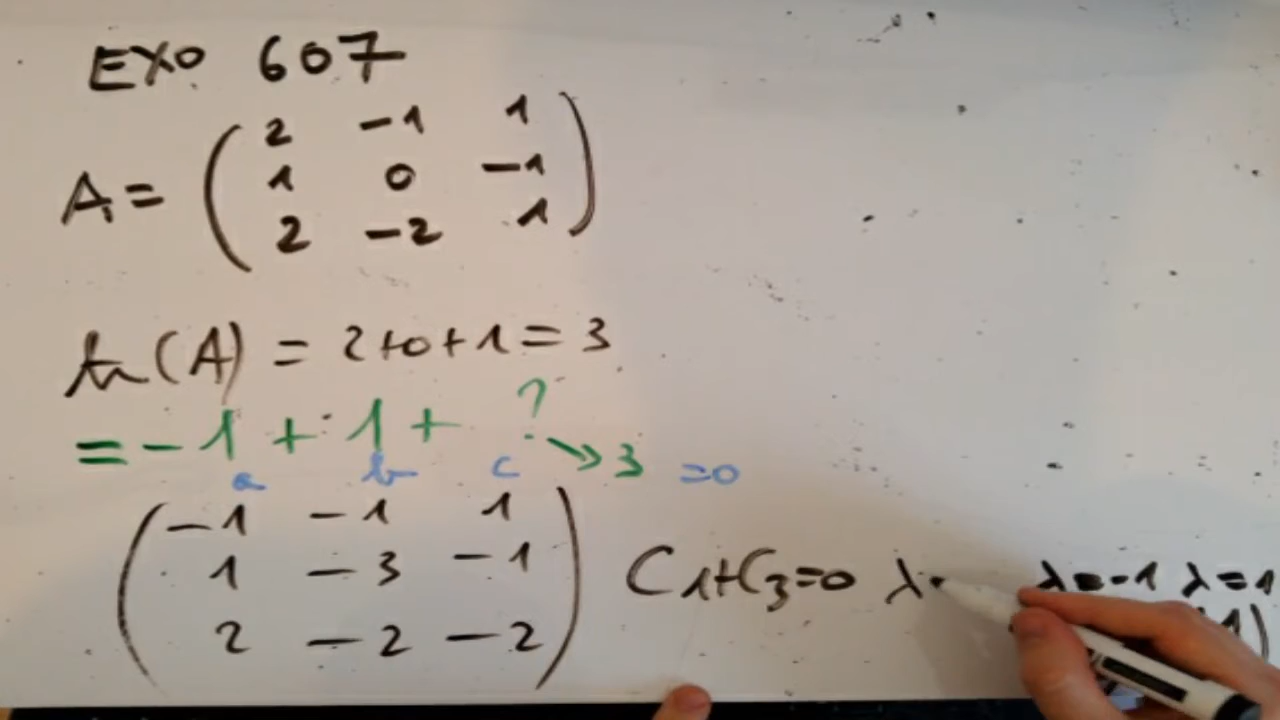 EXO 607
A = ( 2 -1 1
1 0 -1
2 -2 1 )
tr(A) = 2+0+1 = 3
= -1 + 1 + ? → 3
a b c =0
( -1 -1 1
1 -3 -1
2 -2 -2 )
C1+C3=0 λ λ=-1 λ=1
1)